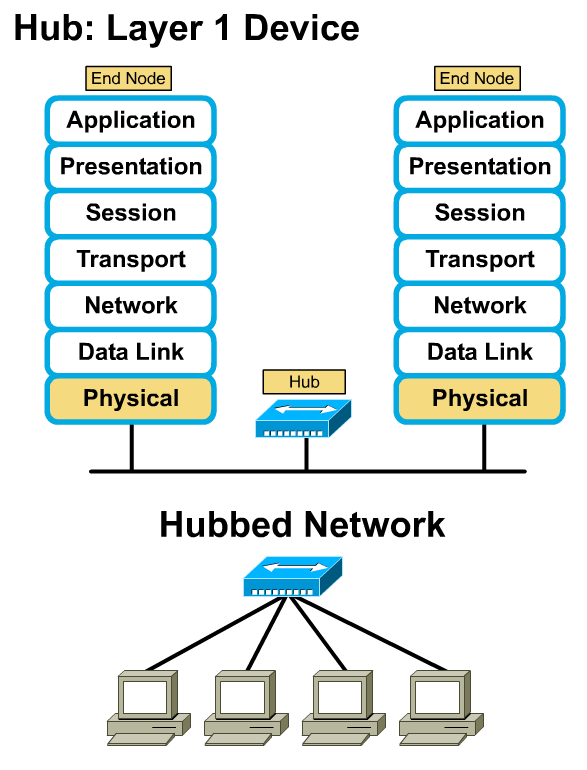 Hub: Layer 1 Device
End Node
Application
Presentation
Session
Transport
Network
Data Link
Physical
Hub
End Node
Application
Presentation
Session
Transport
Network
Data Link
Physical
Hubbed Network